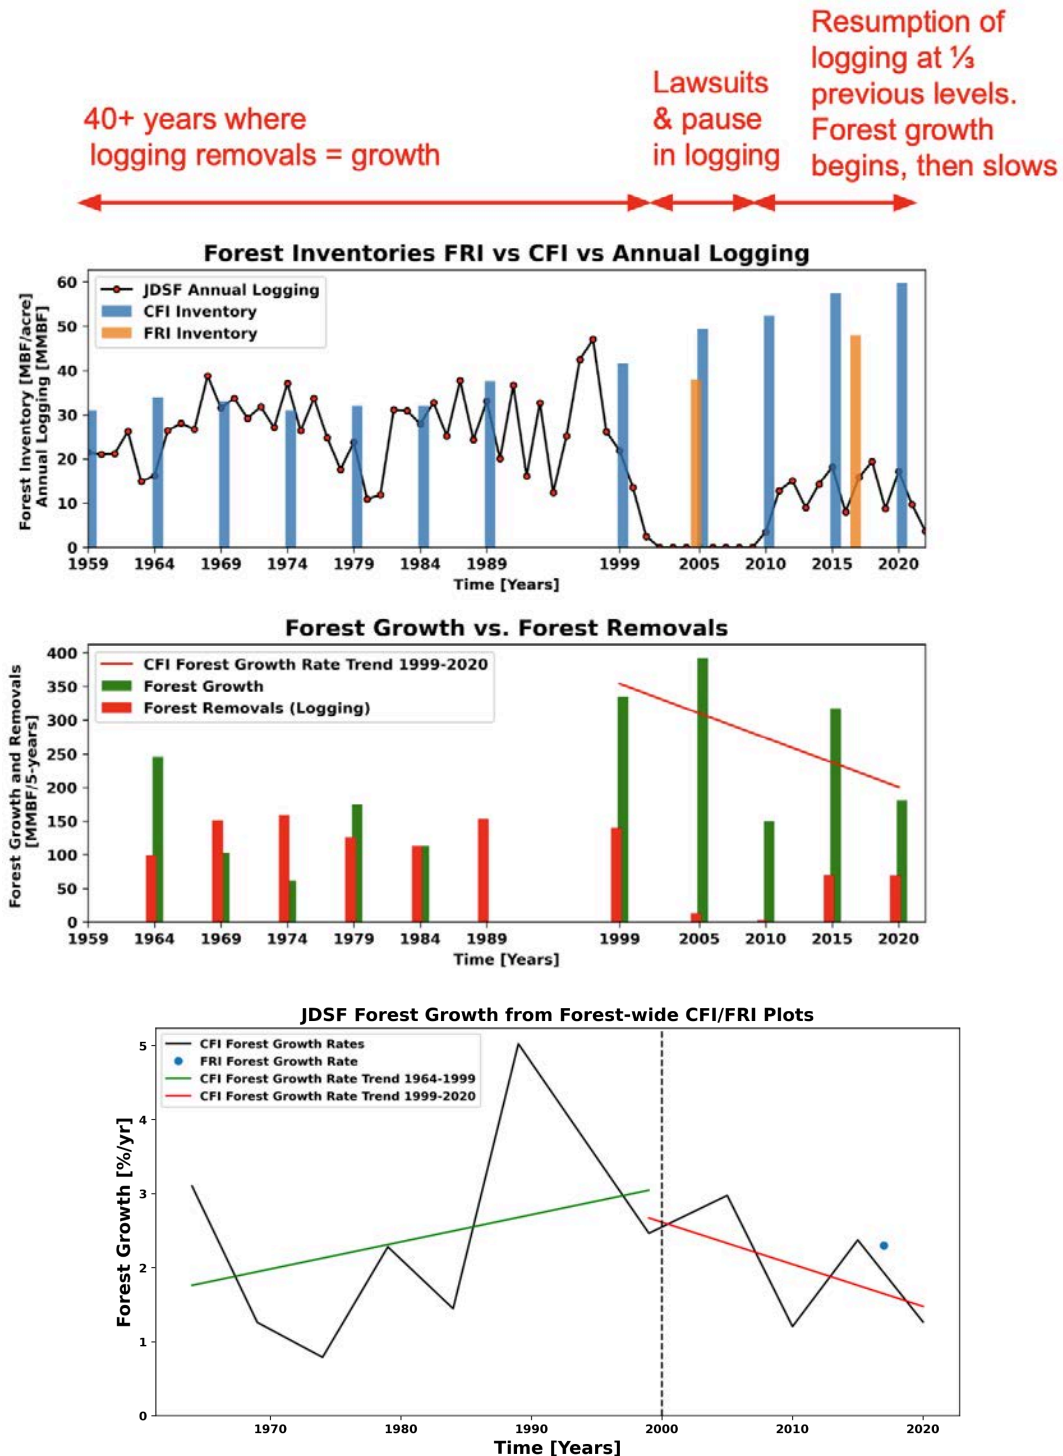 40+ years where
logging removals = growth
Lawsuits
& pause
in logging
Resumption of
logging at ⅓
previous levels.
Forest growth
begins, then slows
Forest Inventories FRI vs CFI vs Annual Logging
Forest Inventory [MBF/acre]
Annual Logging [MMBF]
JDSF Annual Logging
CFI Inventory
FRI Inventory
60
50
40
30
20
10
0
1959 1964 1969 1974 1979 1984 1989 1999 2005 2010 2015 2020
Time [Years]
Forest Growth vs. Forest Removals
Forest Growth and Removals
[MMBF/5-years]
CFI Forest Growth Rate Trend 1999-2020
Forest Growth
Forest Removals (Logging)
400
350
300
250
200
150
100
50
0
1959 1964 1969 1974 1979 1984 1989 1999 2005 2010 2015 2020
Time [Years]
JDSF Forest Growth from Forest-wide CFI/FRI Plots
Forest Growth [%/yr]
CFI Forest Growth Rates
FRI Forest Growth Rate
CFI Forest Growth Rate Trend 1964-1999
CFI Forest Growth Rate Trend 1999-2020
5
4
3
2
1
0
1970 1980 1990 2000 2010 2020
Time [Years]